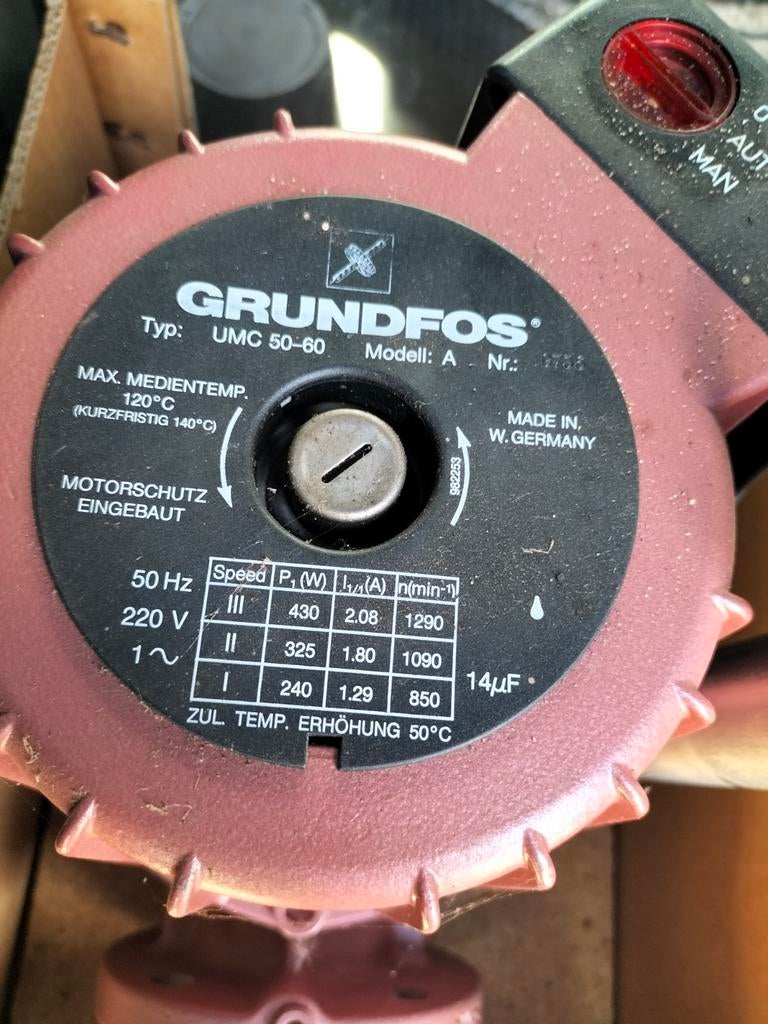 0
AUT
MAN
GRUNDFOS®
Typ: UMC 50-60 Modell: A Nr.:
MAX. MEDIENTEMP.
120°C
(KURZFRISTIG 140°C)
MADE IN
W. GERMANY
982253
MOTORSCHUTZ
EINGEBAUT
50 Hz
220 V
1~
Speed P₁(W) I₁/₁(A) n(min-¹)
III 430 2.08 1290
II 325 1.80 1090
I 240 1.29 850
14µF
ZUL. TEMP. ERHÖHUNG 50°C